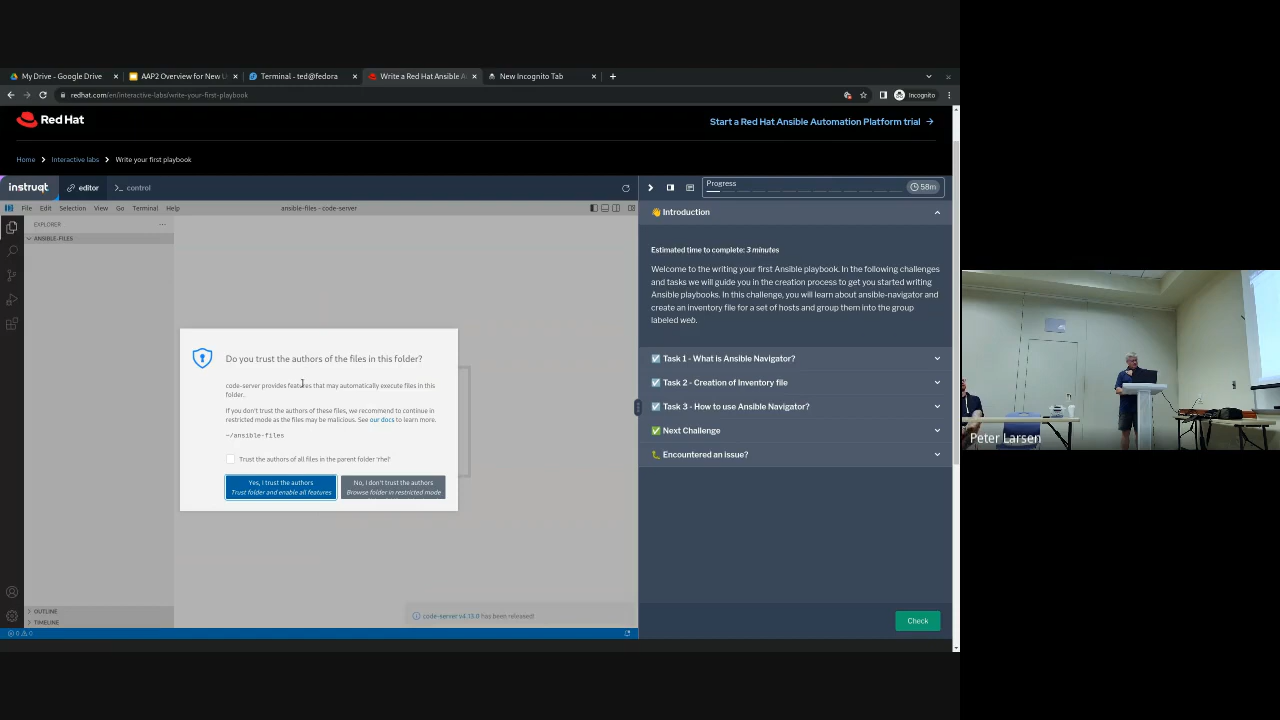 My Drive - Google Drive
AAP2 Overview for New U
Terminal - ted@fedora
Write a Red Hat Ansible A
New Incognito Tab
redhat.com/en/interactive-labs/write-your-first-playbook
Incognito
Red Hat
Start a Red Hat Ansible Automation Platform trial
Home
Interactive labs
Write your first playbook
instruqt
editor
control
Progress
58m
File
Edit
Selection
View
Go
Terminal
Help
ansible-files - code-server
EXPLORER
ANSIBLE-FILES
Introduction
Estimated time to complete: 3 minutes
Welcome to the writing your first Ansible playbook. In the following challenges
and tasks we will guide you in the creation process to get you started writing
Ansible playbooks. In this challenge, you will learn about ansible-navigator and
create an inventory file for a set of hosts and group them into the group
labeled web.
Task 1 - What is Ansible Navigator?
Task 2 - Creation of Inventory file
Task 3 - How to use Ansible Navigator?
Next Challenge
Encountered an issue?
Do you trust the authors of the files in this folder?
code-server provides features that may automatically execute files in this
folder.
If you don't trust the authors of these files, we recommend to continue in
restricted mode as the files may be malicious. See our docs to learn more.
~/ansible-files
Trust the authors of all files in the parent folder 'rhel'
Yes, I trust the authors
Trust folder and enable all features
No, I don't trust the authors
Browse folder in restricted mode
OUTLINE
TIMELINE
code-server v4.13.0 has been released!
0
0
Check
Peter Larsen